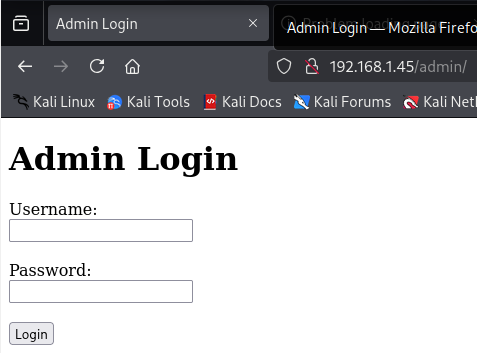 Admin Login
Admin Login — Mozilla Firefo
192.168.1.45/admin/
Kali Linux Kali Tools Kali Docs Kali Forums Kali Net
Admin Login
Username:
Password:
Login